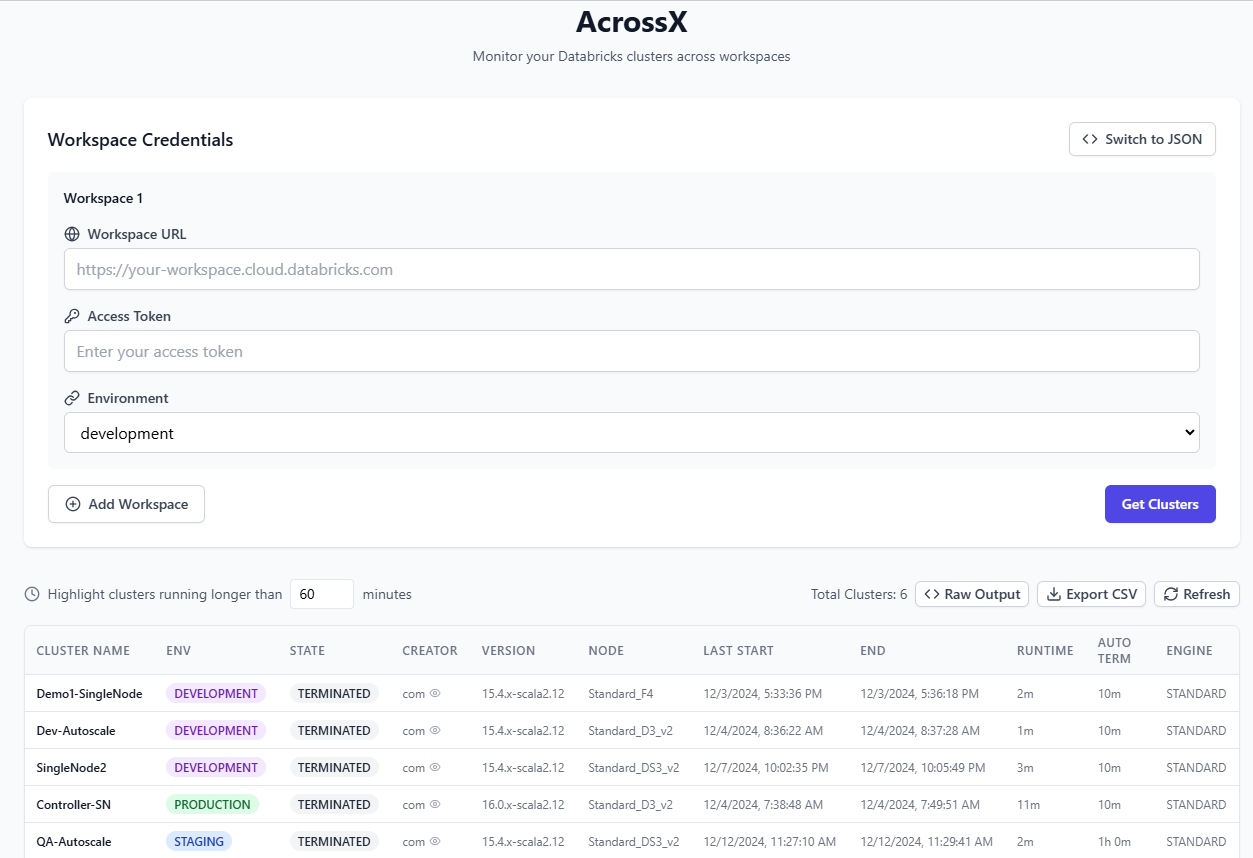 AcrossX
Monitor your Databricks clusters across workspaces
Workspace Credentials
Switch to JSON
Workspace 1
Workspace URL
https://your-workspace.cloud.databricks.com
Access Token
Enter your access token
Environment
development
Add Workspace
Get Clusters
Highlight clusters running longer than 60 minutes
Total Clusters: 6 Raw Output Export CSV Refresh
CLUSTER NAME ENV STATE CREATOR VERSION NODE LAST START END RUNTIME AUTO TERM ENGINE
Demo1-SingleNode DEVELOPMENT TERMINATED com 15.4.x-scala2.12 Standard_F4 12/3/2024, 5:33:36 PM 12/3/2024, 5:36:18 PM 2m 10m STANDARD
Dev-Autoscale DEVELOPMENT TERMINATED com 15.4.x-scala2.12 Standard_D3_v2 12/4/2024, 8:36:22 AM 12/4/2024, 8:37:28 AM 1m 10m STANDARD
SingleNode2 DEVELOPMENT TERMINATED com 15.4.x-scala2.12 Standard_DS3_v2 12/7/2024, 10:02:35 PM 12/7/2024, 10:05:49 PM 3m 10m STANDARD
Controller-SN PRODUCTION TERMINATED com 16.0.x-scala2.12 Standard_D3_v2 12/4/2024, 7:38:48 AM 12/4/2024, 7:49:51 AM 11m 10m STANDARD
QA-Autoscale STAGING TERMINATED com 15.4.x-scala2.12 Standard_DS3_v2 12/12/2024, 11:27:10 AM 12/12/2024, 11:29:41 AM 2m 1h 0m STANDARD